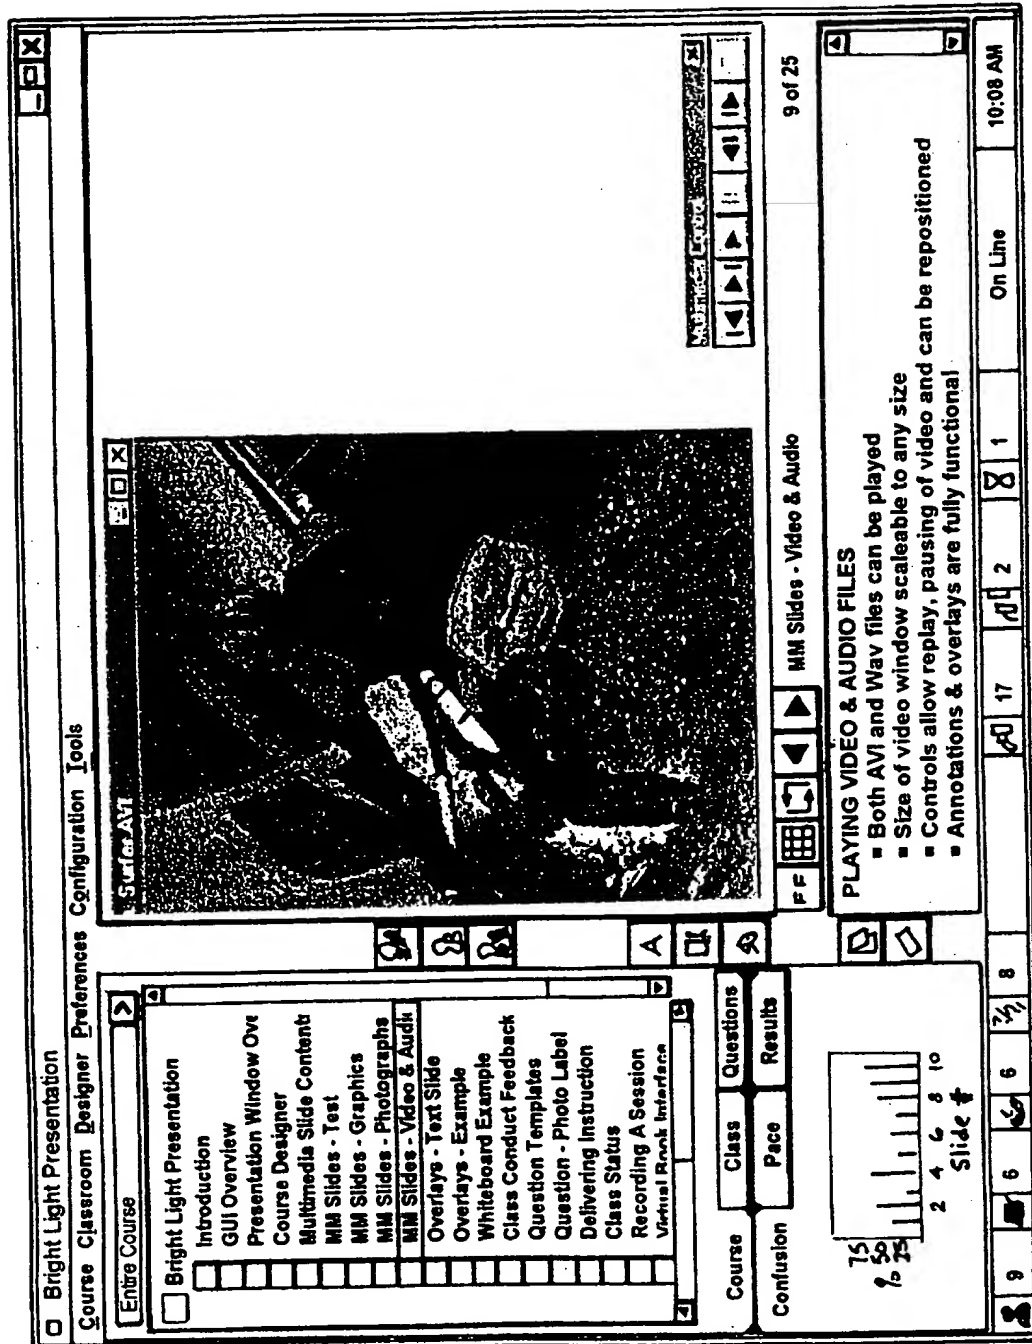 Bright Light Presentation
Course Classroom Designer Preferences Configuration Tools
Entire Course
Bright Light Presentation
Introduction
GUI Overview
Presentation Window Ove
Course Designer
Multimedia Slide Contents
MM Slides - Test
MM Slides - Graphics
MM Slides - Photographs
MM Slides - Video & Audio
Overlays - Text Slide
Overlays - Example
Whiteboard Example
Class Conduct Feedback
Question Templates
Question - Photo Label
Delivering Instruction
Class Status
Recording A Session
Virtual Book Interface
Course Class Questions
Confusion Pace Results
75
% 50
25
2 4 6 8 10
Slide #
A
Surfer AVI
FF
MM Slides - Video & Audio
9 of 25
PLAYING VIDEO & AUDIO FILES
▪ Both AVI and Wav files can be played
▪ Size of video window scaleable to any size
▪ Controls allow replay, pausing of video and can be repositioned
▪ Annotations & overlays are fully functional
9 6 6 8 17 2 1 On Line 10:08 AM